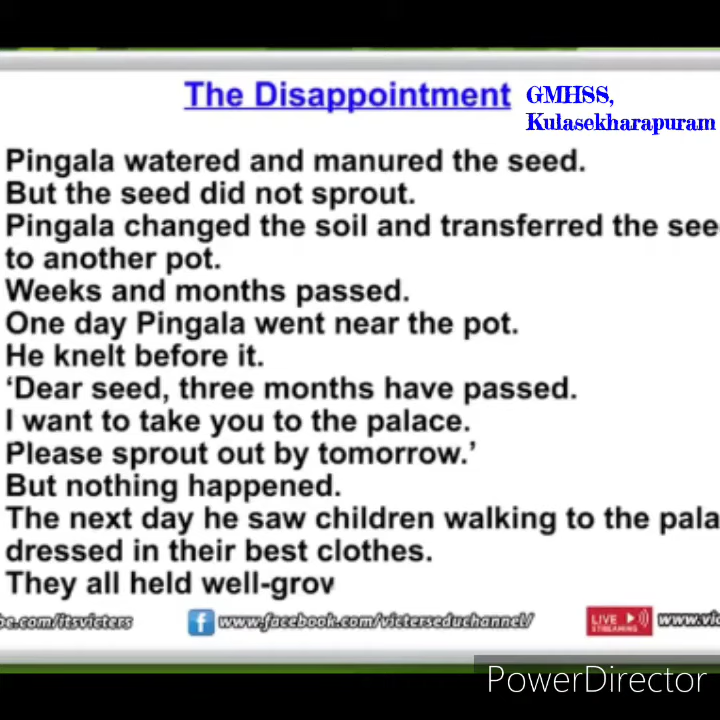 The Disappointment
GMHSS,
Kulasekharapuram
Pingala watered and manured the seed.
But the seed did not sprout.
Pingala changed the soil and transferred the see
to another pot.
Weeks and months passed.
One day Pingala went near the pot.
He knelt before it.
‘Dear seed, three months have passed.
I want to take you to the palace.
Please sprout out by tomorrow.’
But nothing happened.
The next day he saw children walking to the pala
dressed in their best clothes.
They all held well-grov
be.com/itsvicters
www.facebook.com/victerseduchannel/
LIVE
STREAMING
www.vic
PowerDirector